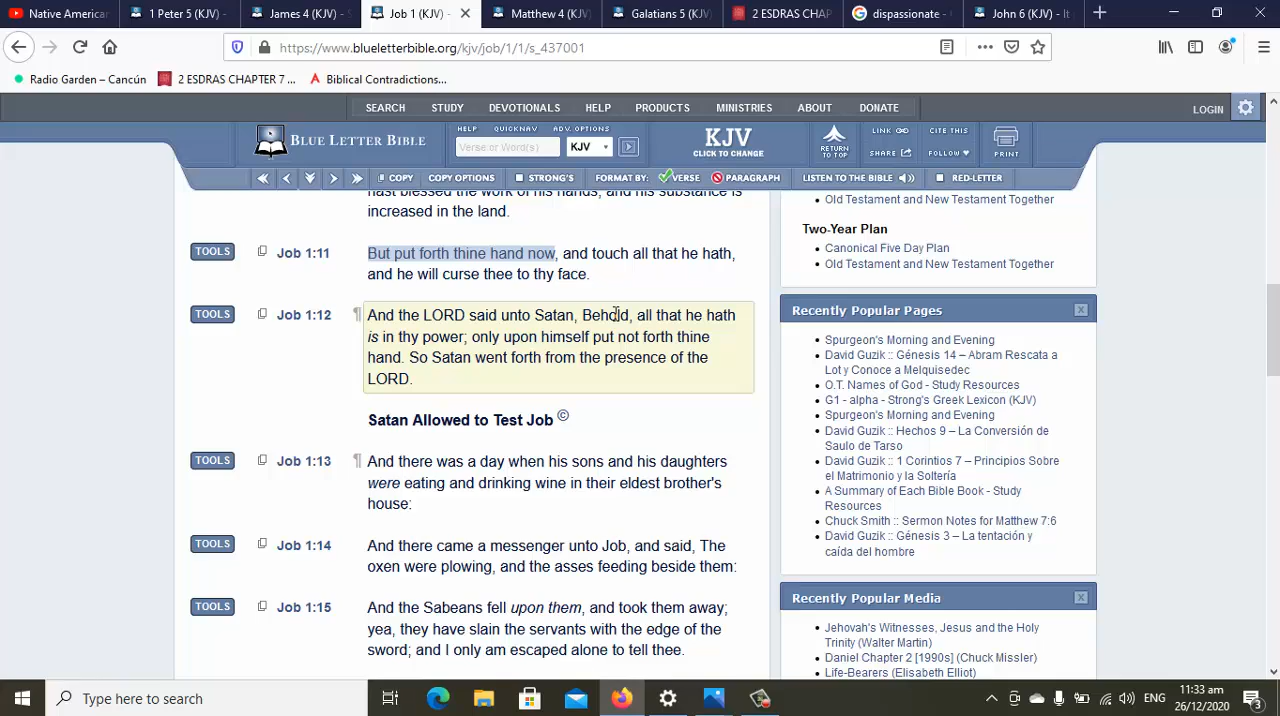 Native American
1 Peter 5 (KJV) -
James 4 (KJV) - S
Job 1 (KJV) - It
Matthew 4 (KJV)
Galatians 5 (KJV)
2 ESDRAS CHAP
dispassionate -
John 6 (KJV) - It
https://www.blueletterbible.org/kjv/job/1/1/s_437001
Radio Garden – Cancún
2 ESDRAS CHAPTER 7 ...
Biblical Contradictions...
SEARCH STUDY DEVOTIONALS HELP PRODUCTS MINISTRIES ABOUT DONATE
LOGIN
BLUE LETTER BIBLE
HELP QUICKNAV ADV. OPTIONS
Verse or Word(s)
KJV
KJV
CLICK TO CHANGE
RETURN
TO TOP
LINK
CITE THIS
SHARE
FOLLOW
PRINT
COPY COPY OPTIONS STRONG'S FORMAT BY: VERSE PARAGRAPH LISTEN TO THE BIBLE RED-LETTER
hast blessed the work of his hands, and his substance is
increased in the land.
TOOLS Job 1:11 But put forth thine hand now, and touch all that he hath,
and he will curse thee to thy face.
TOOLS Job 1:12 ¶ And the LORD said unto Satan, Behold, all that he hath
is in thy power; only upon himself put not forth thine
hand. So Satan went forth from the presence of the
LORD.
Satan Allowed to Test Job ©
TOOLS Job 1:13 ¶ And there was a day when his sons and his daughters
were eating and drinking wine in their eldest brother's
house:
TOOLS Job 1:14 And there came a messenger unto Job, and said, The
oxen were plowing, and the asses feeding beside them:
TOOLS Job 1:15 And the Sabeans fell upon them, and took them away;
yea, they have slain the servants with the edge of the
sword; and I only am escaped alone to tell thee.
Old Testament and New Testament Together
Two-Year Plan
Canonical Five Day Plan
Old Testament and New Testament Together
Recently Popular Pages
Spurgeon's Morning and Evening
David Guzik :: Génesis 14 – Abram Rescata a
Lot y Conoce a Melquisedec
O.T. Names of God - Study Resources
G1 - alpha - Strong's Greek Lexicon (KJV)
Spurgeon's Morning and Evening
David Guzik :: Hechos 9 – La Conversión de
Saulo de Tarso
David Guzik :: 1 Corintios 7 – Principios Sobre
el Matrimonio y la Soltería
A Summary of Each Bible Book - Study
Resources
Chuck Smith :: Sermon Notes for Matthew 7:6
David Guzik :: Génesis 3 – La tentación y
caída del hombre
Recently Popular Media
Jehovah's Witnesses, Jesus and the Holy
Trinity (Walter Martin)
Daniel Chapter 2 [1990s] (Chuck Missler)
Life-Bearers (Elisabeth Elliot)
Type here to search
ENG
11:33 am
26/12/2020
3